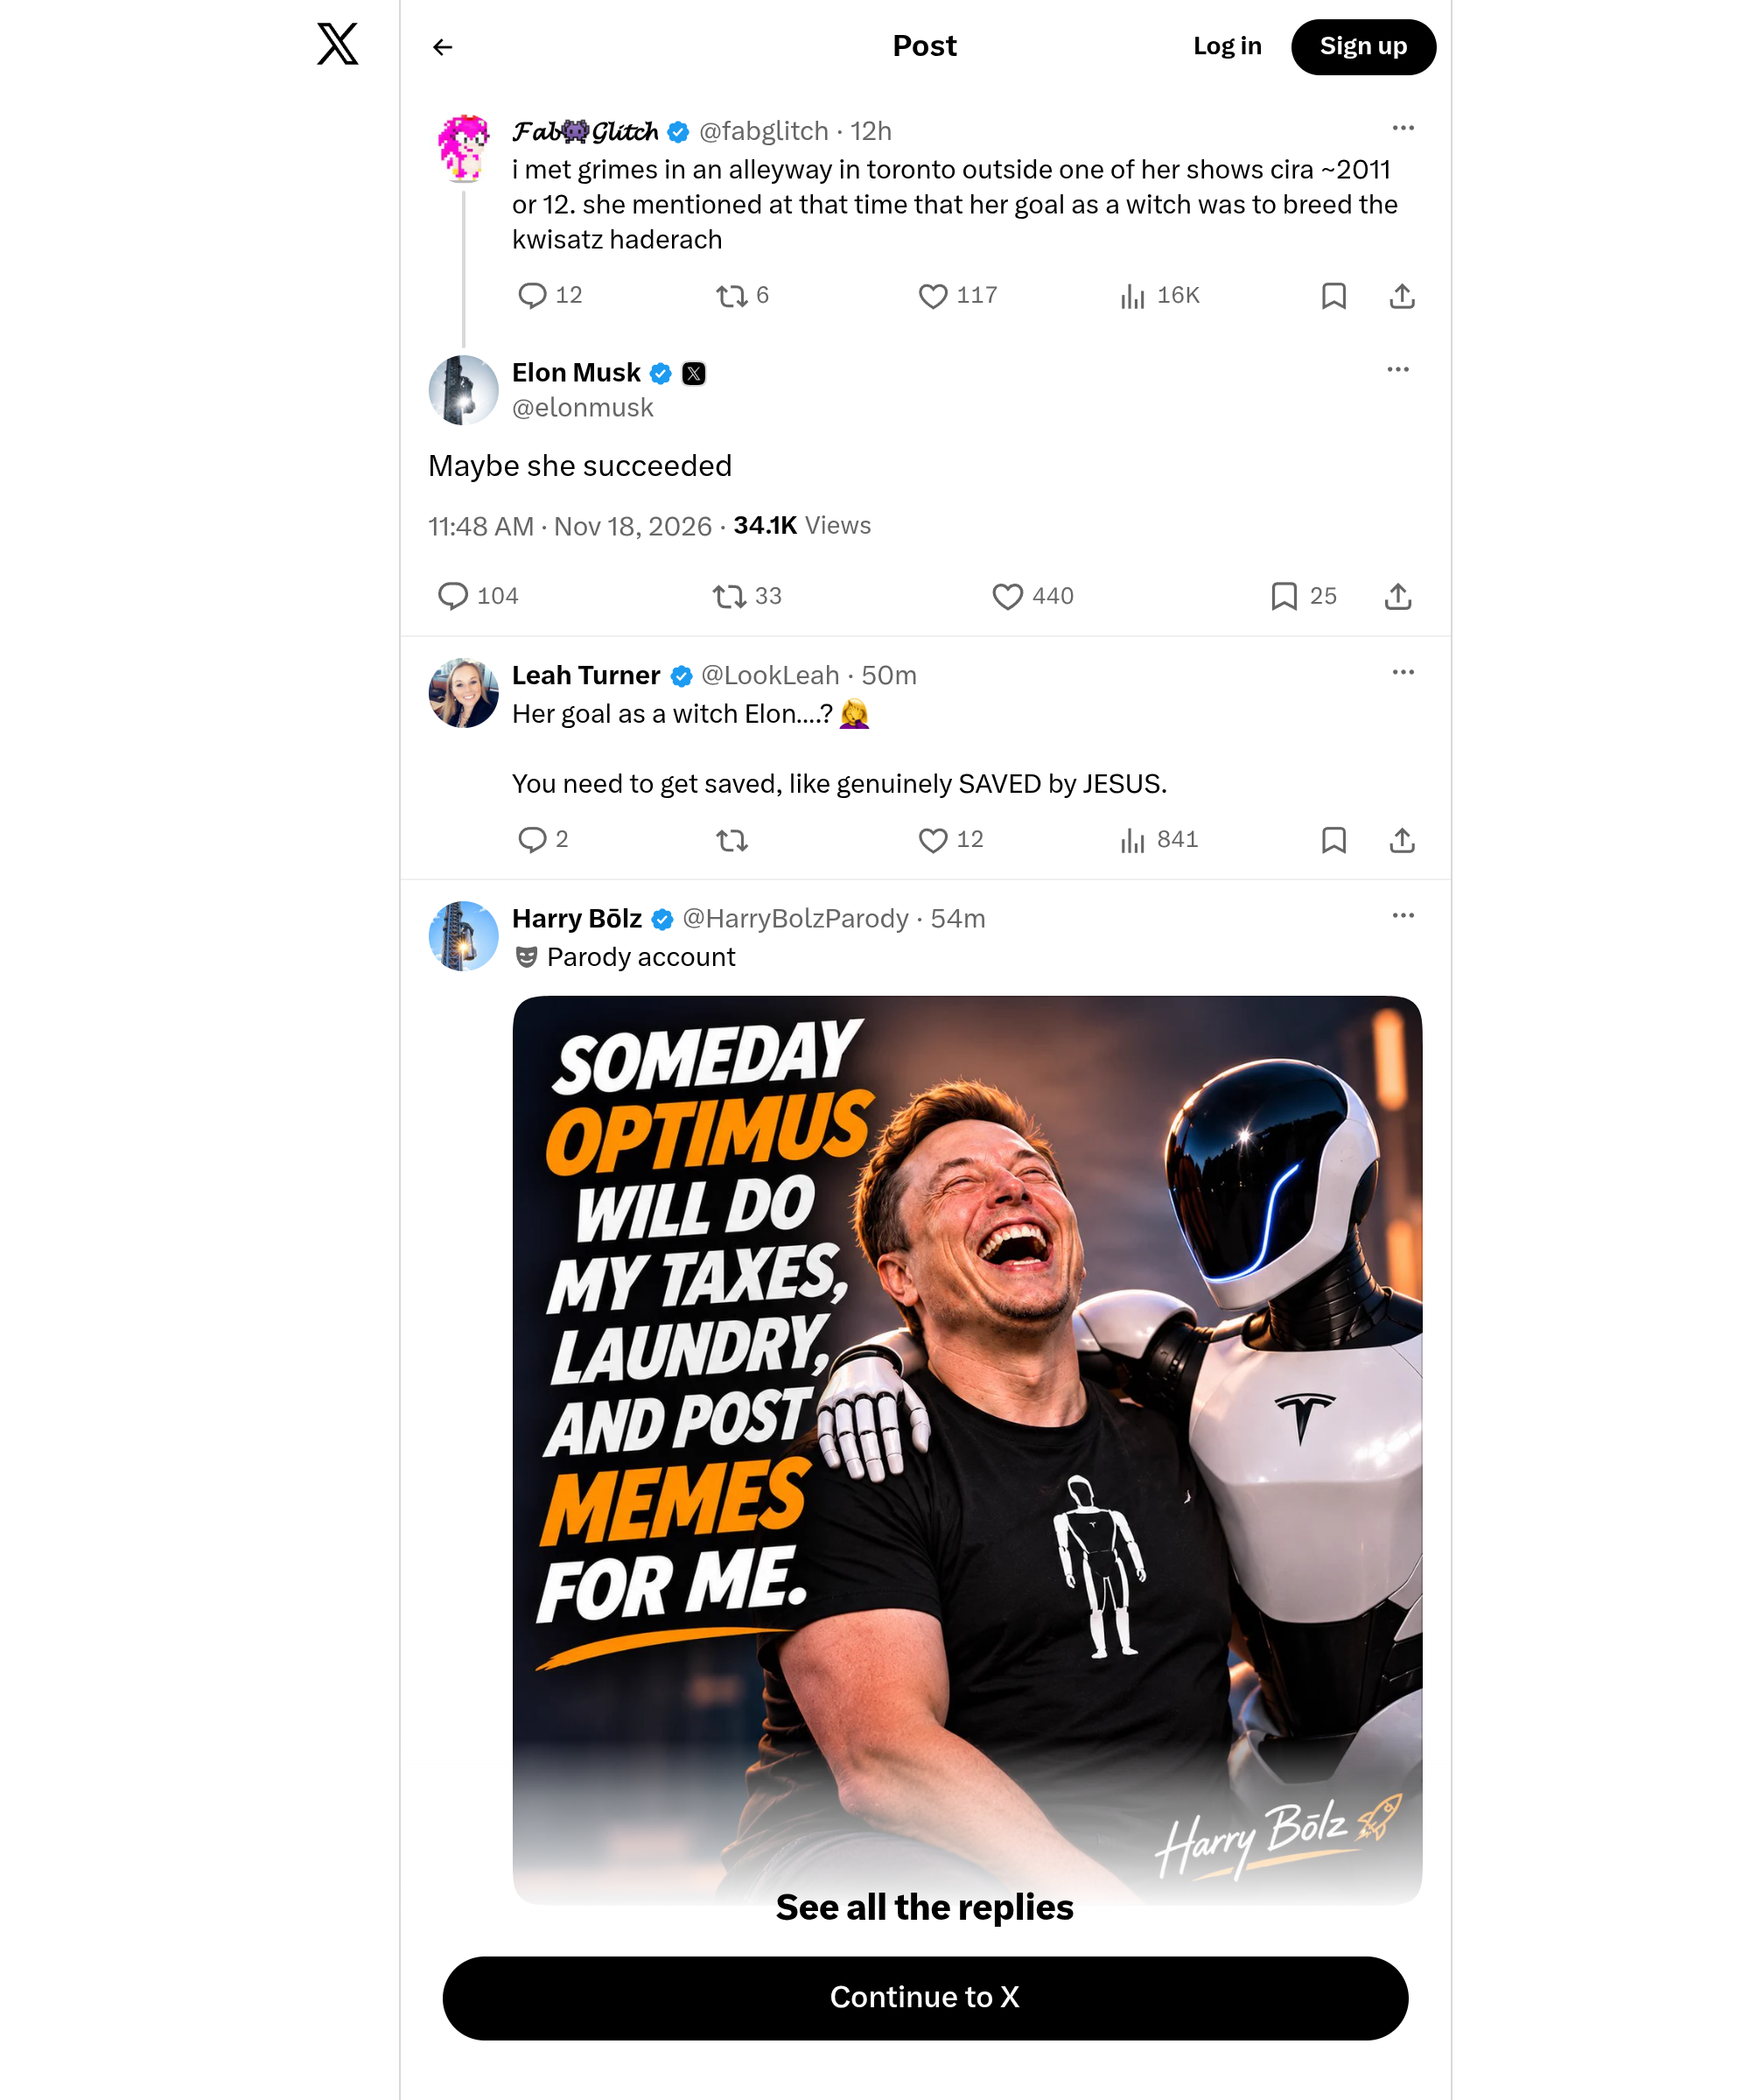 Post
Log in
Sign up
𝓕𝓪𝓫👾𝓖𝓵𝓲𝓽𝓬𝓱 @fabglitch · 12h
i met grimes in an alleyway in toronto outside one of her shows cira ~2011
or 12. she mentioned at that time that her goal as a witch was to breed the
kwisatz haderach
12 6 117 16K
Elon Musk
@elonmusk
Maybe she succeeded
11:48 AM · Nov 18, 2026 · 34.1K Views
104 33 440 25
Leah Turner @LookLeah · 50m
Her goal as a witch Elon....? 🤦‍♀️
You need to get saved, like genuinely SAVED by JESUS.
2 12 841
Harry Bōlz @HarryBolzParody · 54m
Parody account
SOMEDAY
OPTIMUS
WILL DO
MY TAXES,
LAUNDRY,
AND POST
MEMES
FOR ME.
Harry Bōlz
See all the replies
Continue to X